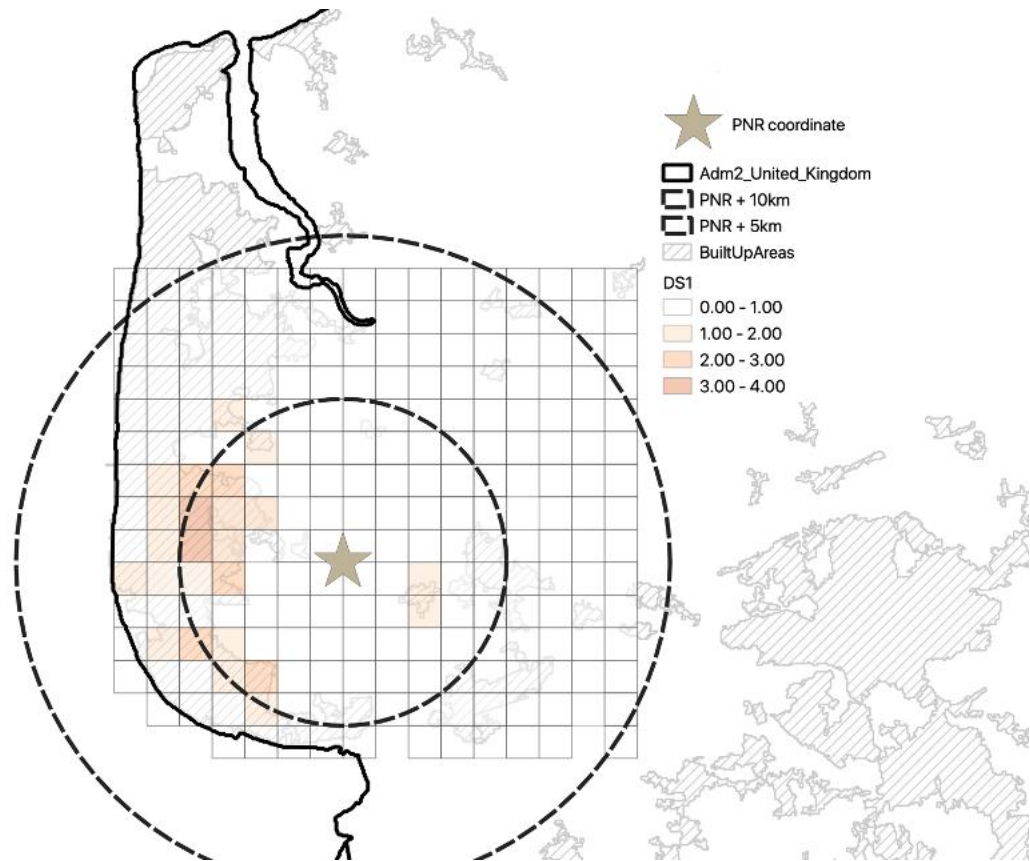 PNR coordinate
Adm2_United_Kingdom
PNR + 10km
PNR + 5km
BuiltUpAreas
DS1
0.00 - 1.00
1.00 - 2.00
2.00 - 3.00
3.00 - 4.00